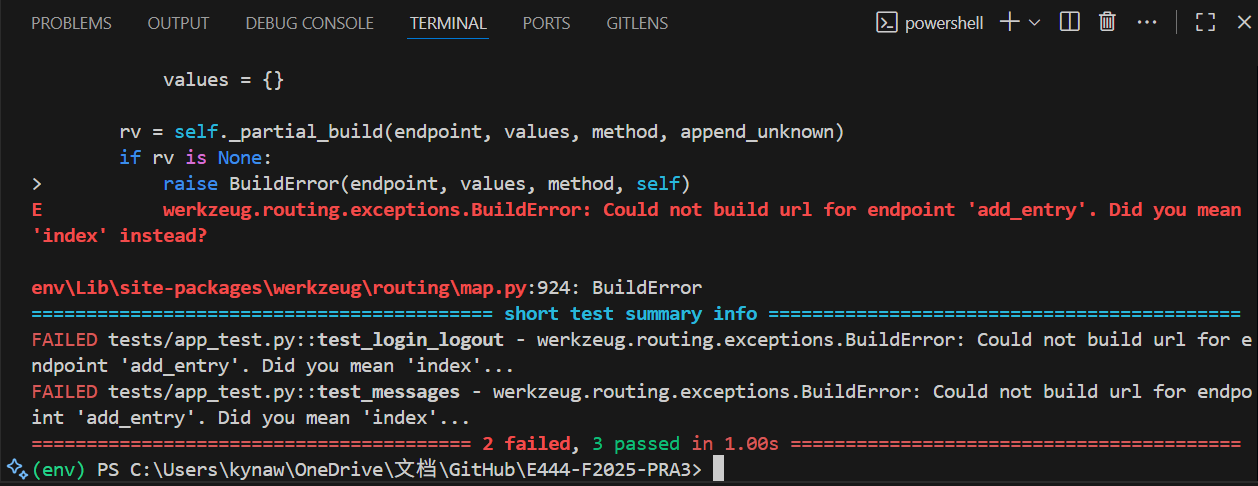 PROBLEMS OUTPUT DEBUG CONSOLE TERMINAL PORTS GITLENS powershell
values = {}
rv = self._partial_build(endpoint, values, method, append_unknown)
if rv is None:
> raise BuildError(endpoint, values, method, self)
E werkzeug.routing.exceptions.BuildError: Could not build url for endpoint 'add_entry'. Did you mean
'index' instead?
env\Lib\site-packages\werkzeug\routing\map.py:924: BuildError
========================================== short test summary info ===========================================
FAILED tests/app_test.py::test_login_logout - werkzeug.routing.exceptions.BuildError: Could not build url for e
ndpoint 'add_entry'. Did you mean 'index'...
FAILED tests/app_test.py::test_messages - werkzeug.routing.exceptions.BuildError: Could not build url for endpo
int 'add_entry'. Did you mean 'index'...
======================================== 2 failed, 3 passed in 1.00s =========================================
(env) PS C:\Users\kynaw\OneDrive\文档\GitHub\E444-F2025-PRA3>